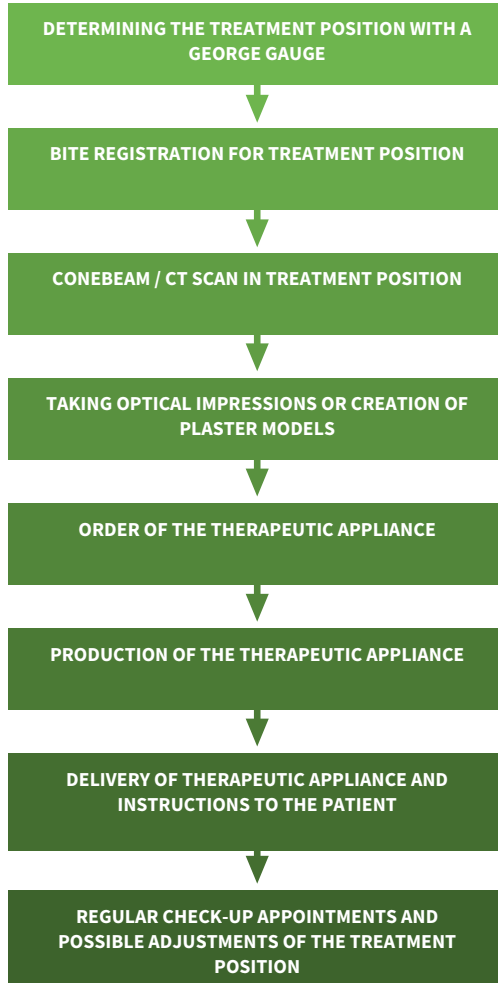 DETERMINING THE TREATMENT POSITION WITH A
GEORGE GAUGE
BITE REGISTRATION FOR TREATMENT POSITION
CONEBEAM / CT SCAN IN TREATMENT POSITION
TAKING OPTICAL IMPRESSIONS OR CREATION OF
PLASTER MODELS
ORDER OF THE THERAPEUTIC APPLIANCE
PRODUCTION OF THE THERAPEUTIC APPLIANCE
DELIVERY OF THERAPEUTIC APPLIANCE AND
INSTRUCTIONS TO THE PATIENT
REGULAR CHECK-UP APPOINTMENTS AND
POSSIBLE ADJUSTMENTS OF THE TREATMENT
POSITION